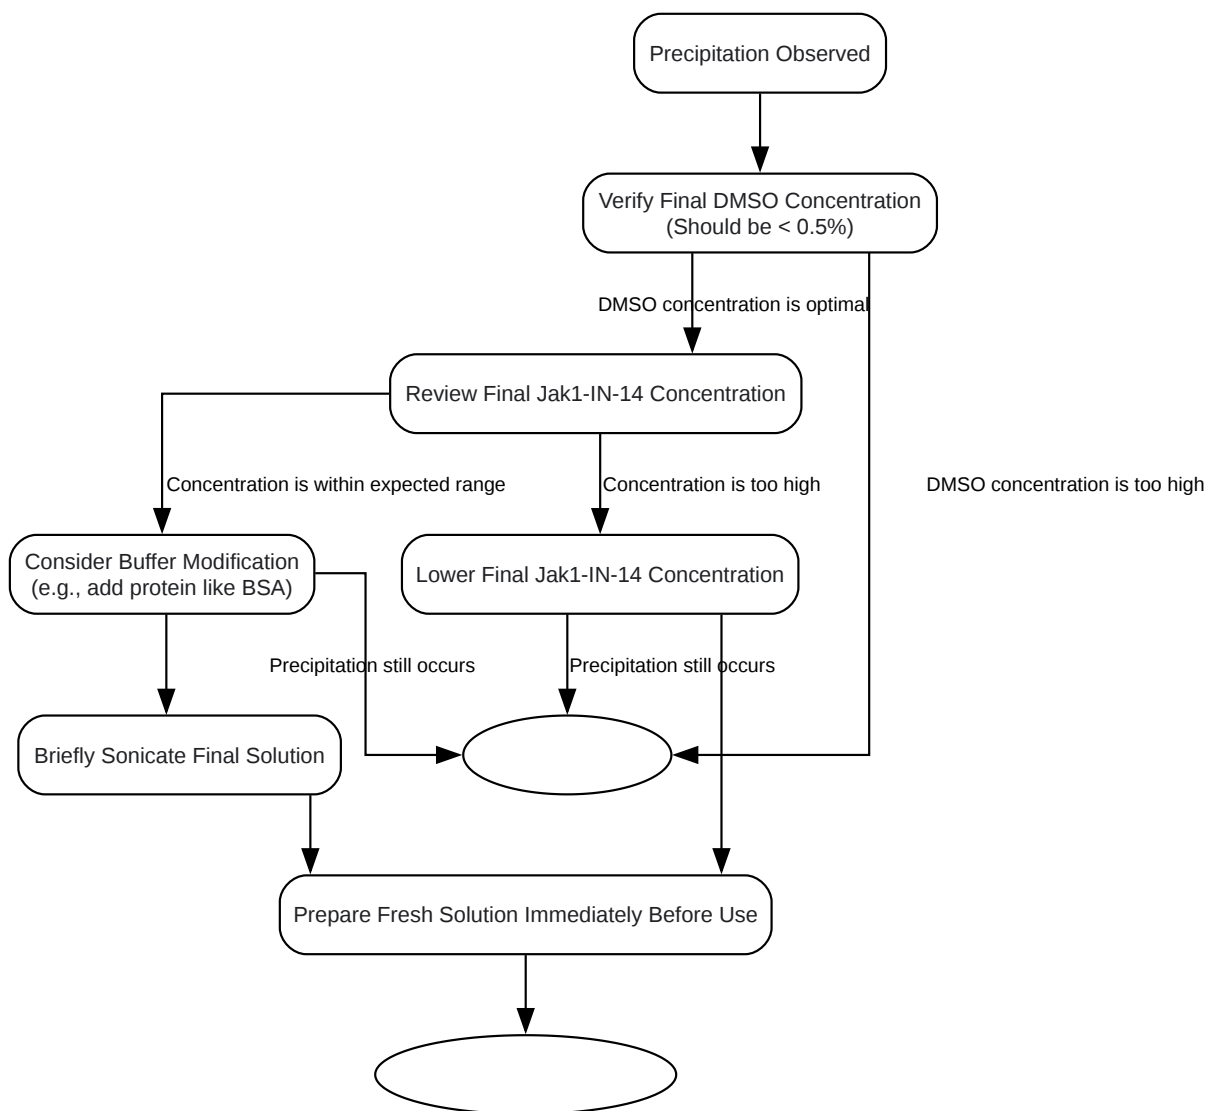 Precipitation Observed
Verify Final DMSO Concentration
(Should be < 0.5%)
DMSO concentration is optimal
Review Final Jak1-IN-14 Concentration
Concentration is within expected range
Concentration is too high
DMSO concentration is too high
Consider Buffer Modification
(e.g., add protein like BSA)
Lower Final Jak1-IN-14 Concentration
Precipitation still occurs
Precipitation still occurs
Briefly Sonicate Final Solution
Prepare Fresh Solution Immediately Before Use